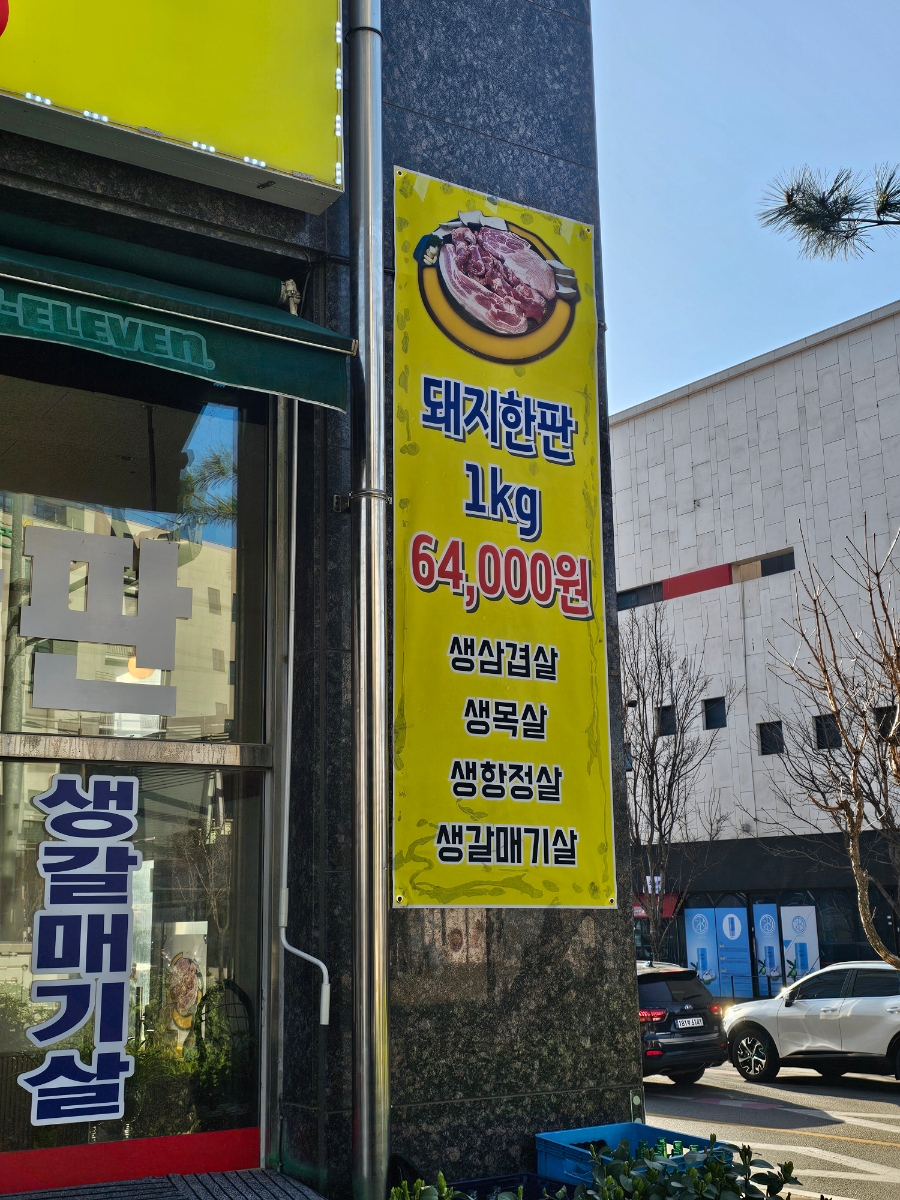 -ELEVEn
돼지한판
1kg
64,000원
생삼겹살
생목살
생항정살
생갈매기살
판
생갈매기살